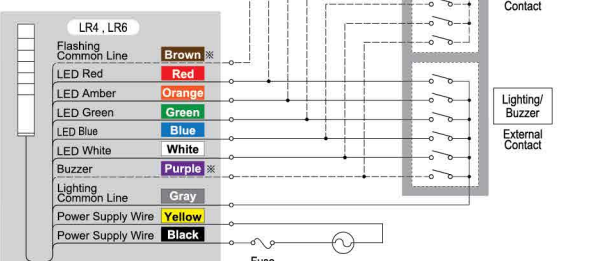 Contact
LR4 , LR6
Flashing
Common Line
Brown ※
LED Red
Red
LED Amber
Orange
LED Green
Green
LED Blue
Blue
LED White
White
Buzzer
Purple ※
Lighting
Common Line
Gray
Power Supply Wire
Yellow
Power Supply Wire
Black
Lighting/
Buzzer
External
Contact
Fuse